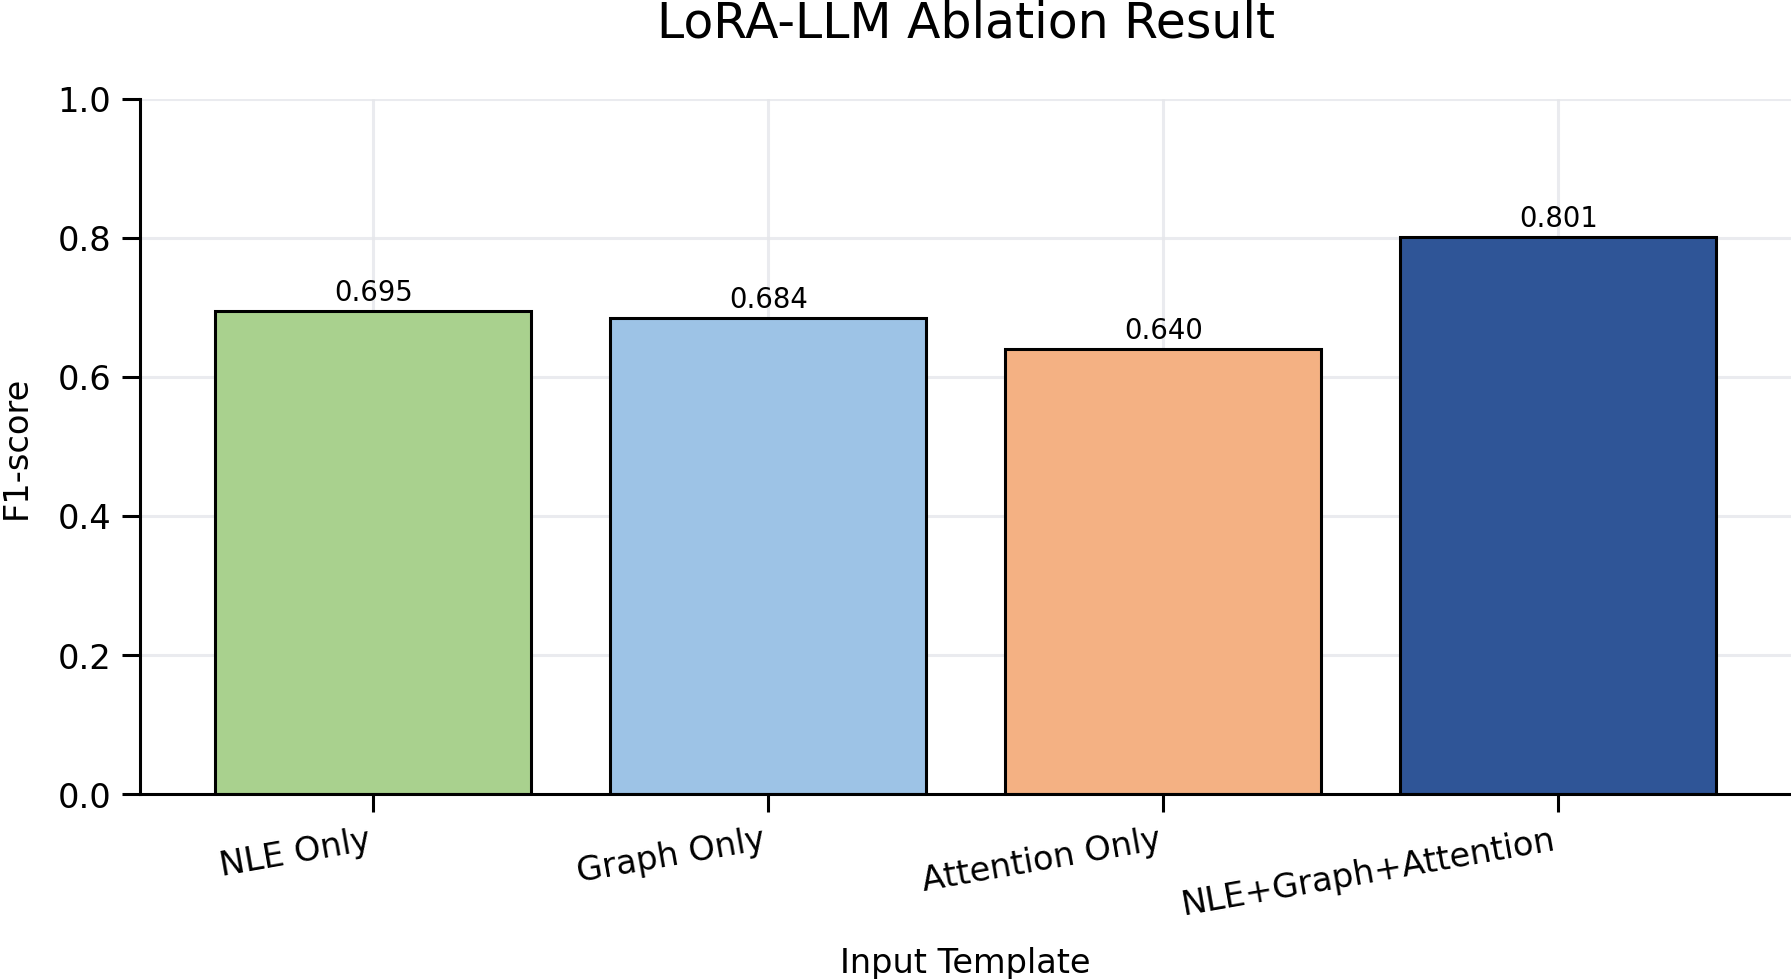 LoRA-LLM Ablation Result
1.0
0.8
0.6
0.4
0.2
0.0
F1-score
0.695
0.684
0.640
0.801
NLE Only
Graph Only
Attention Only
NLE+Graph+Attention
Input Template